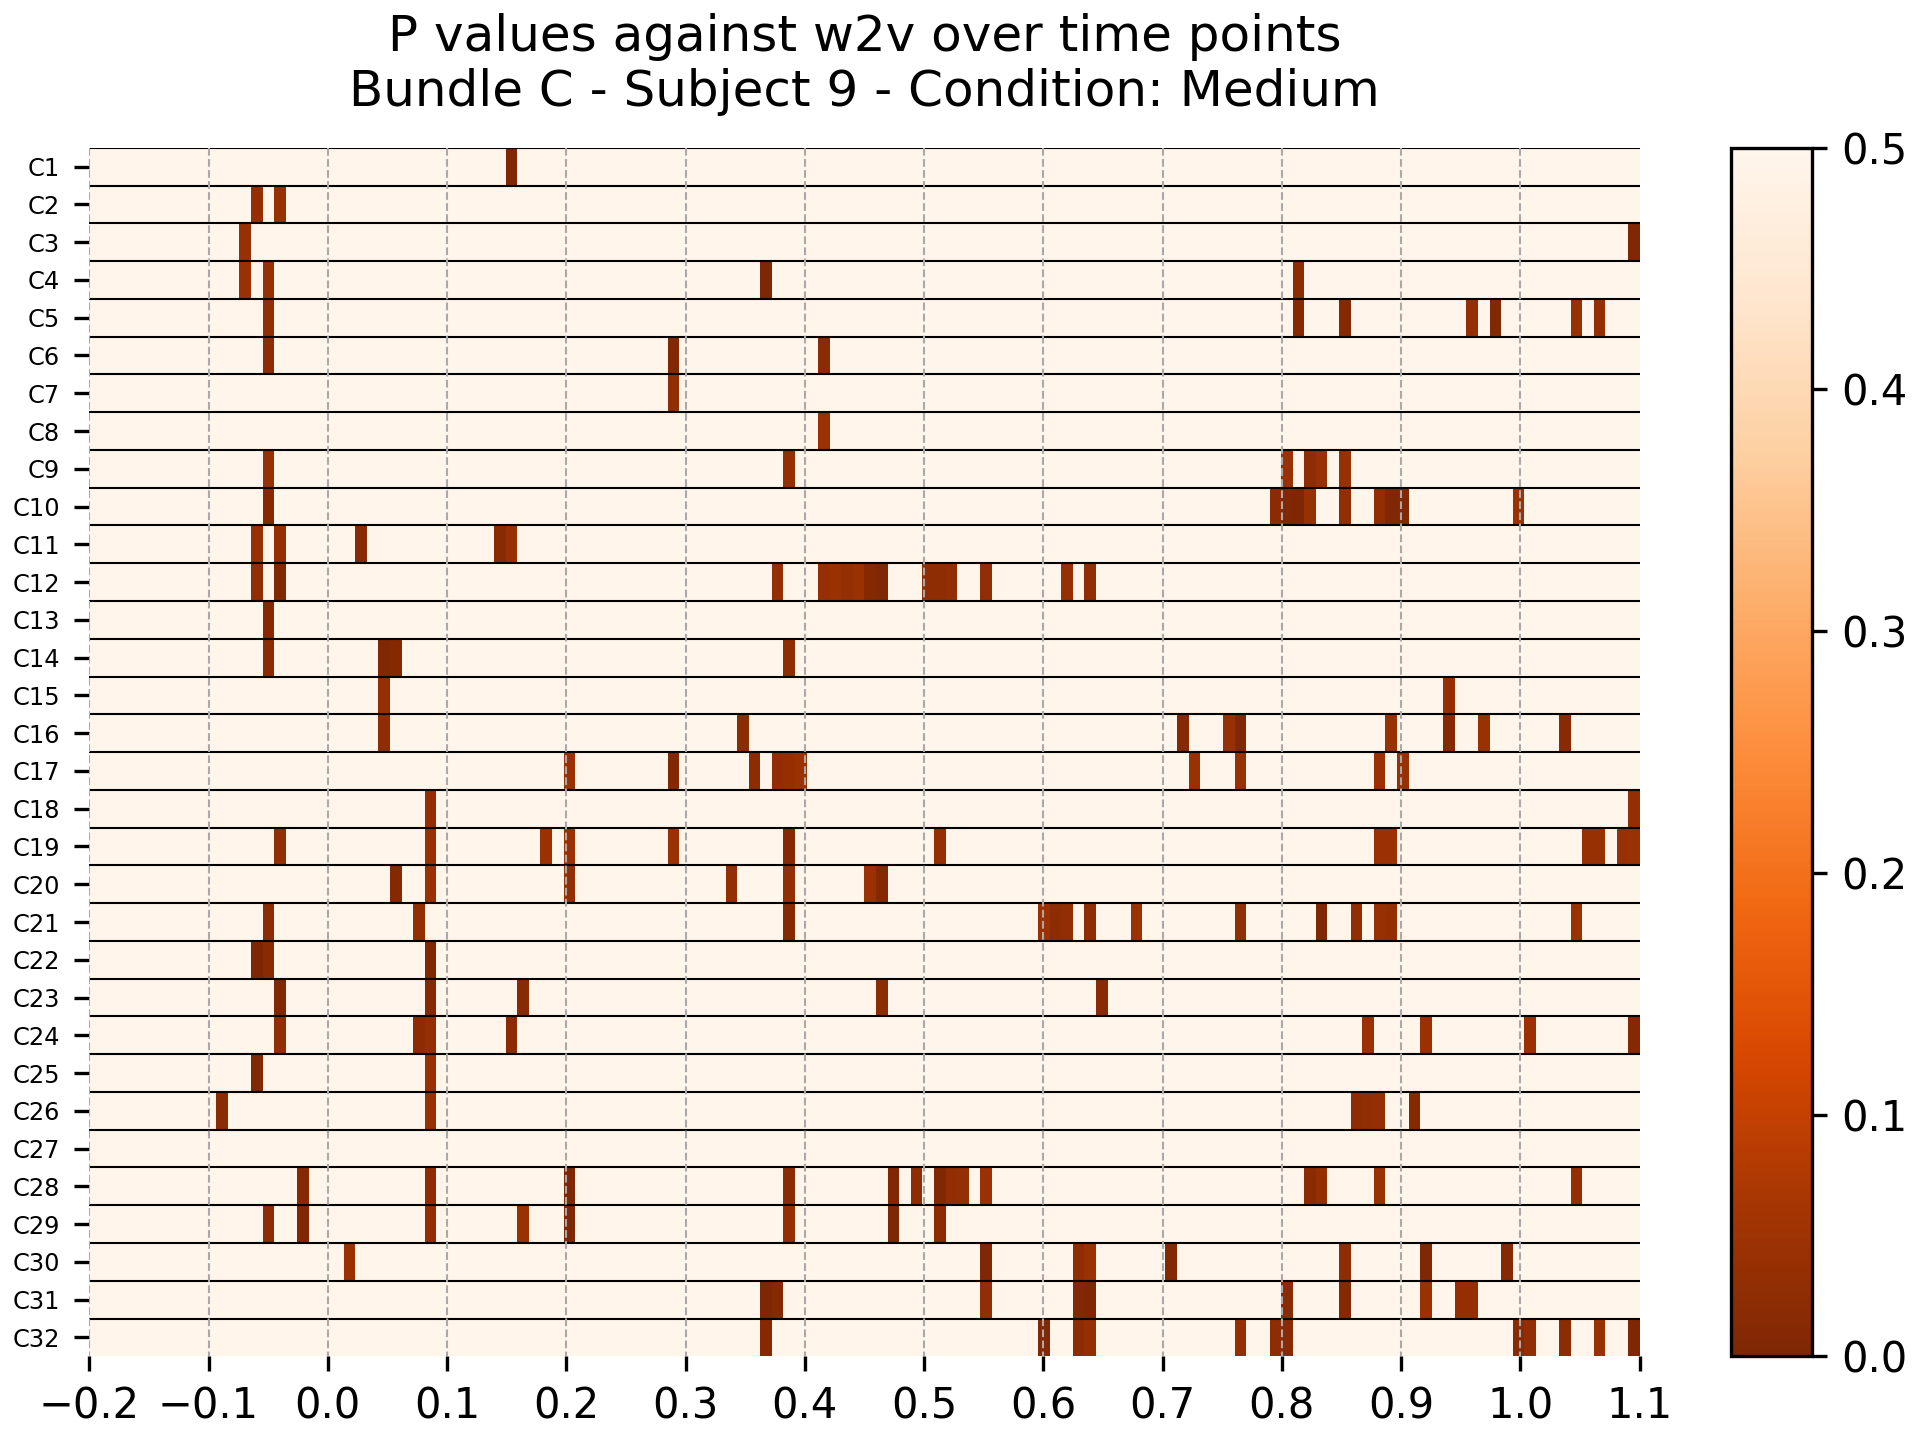 P values against w2v over time points
Bundle C - Subject 9 - Condition: Medium
C1
C2
C3
C4
C5
C6
C7
C8
C9
C10
C11
C12
C13
C14
C15
C16
C17
C18
C19
C20
C21
C22
C23
C24
C25
C26
C27
C28
C29
C30
C31
C32
−0.2 −0.1 0.0 0.1 0.2 0.3 0.4 0.5 0.6 0.7 0.8 0.9 1.0 1.1
0.5
0.4
0.3
0.2
0.1
0.0